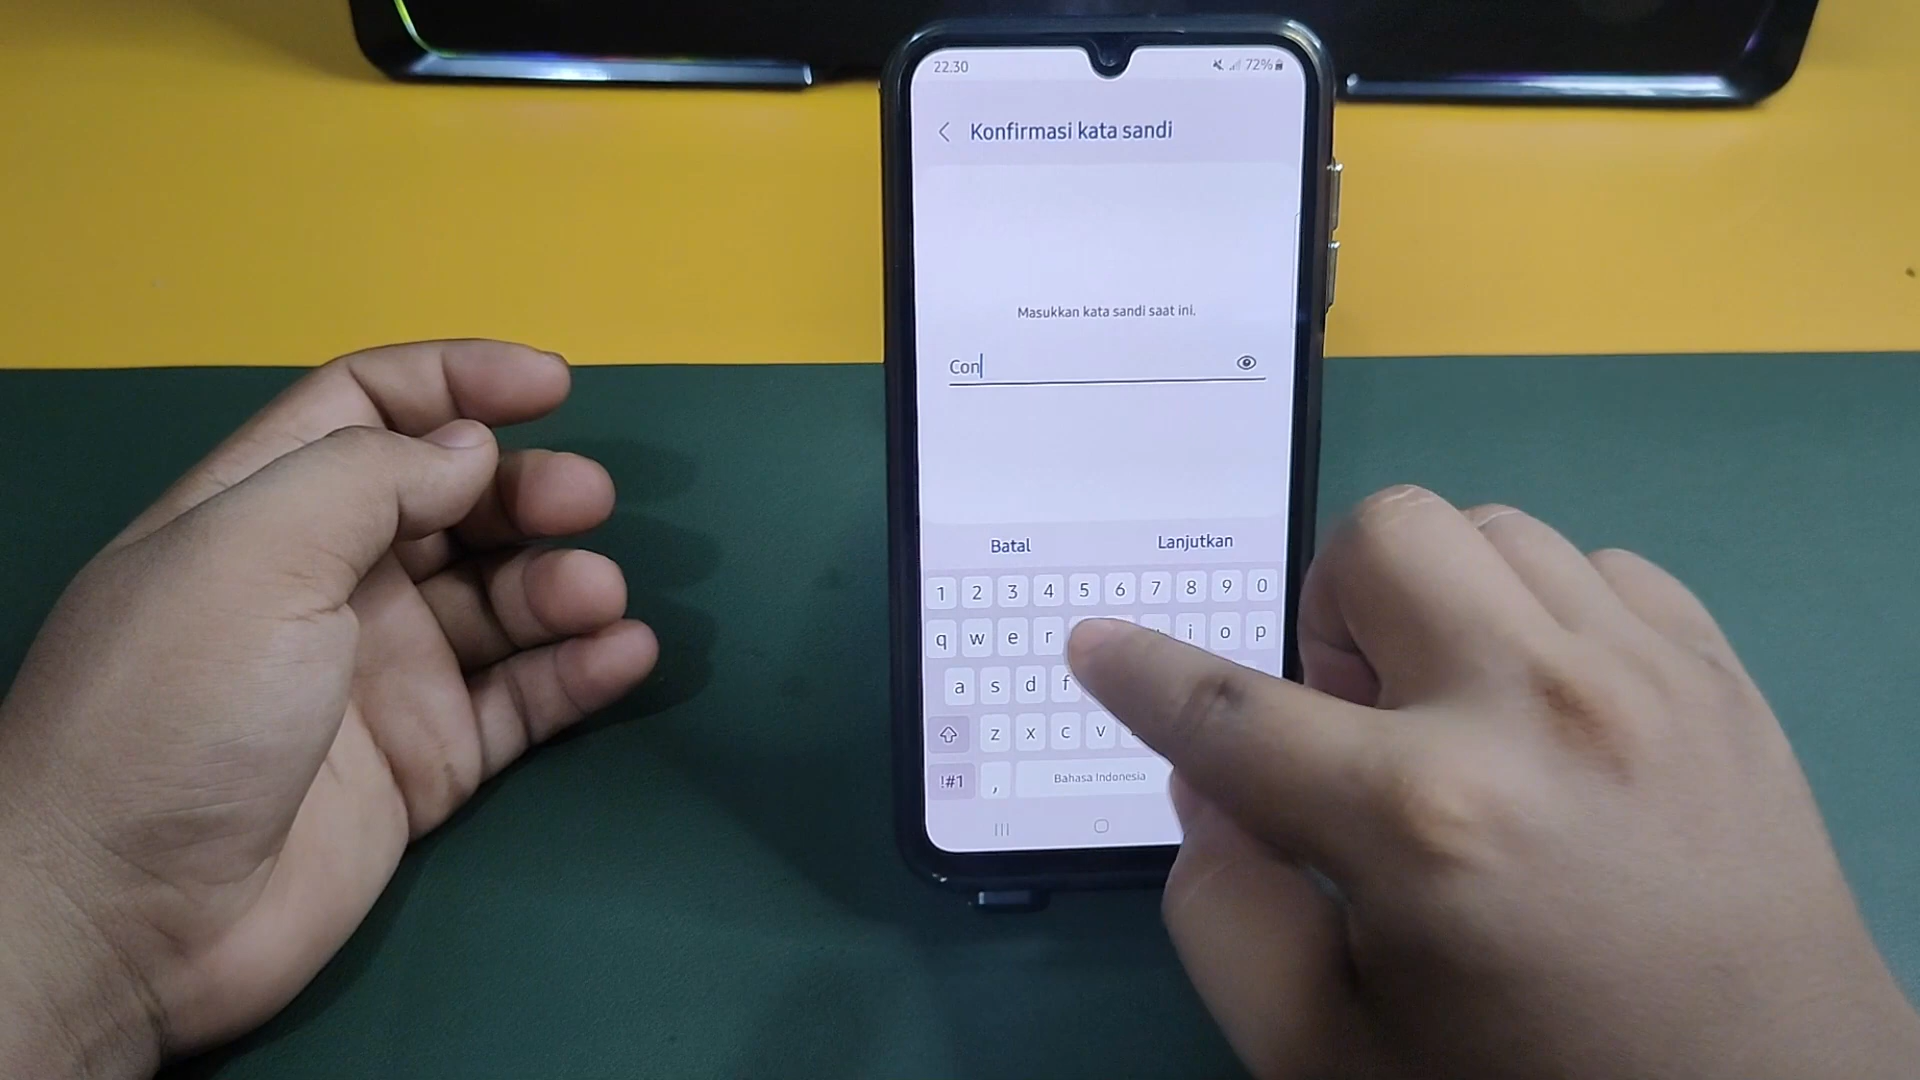 22.30
72%
Konfirmasi kata sandi
Masukkan kata sandi saat ini.
Con
Batal Lanjutkan
1 2 3 4 5 6 7 8 9 0
q w e r i o p
a s d f
z x c v
!#1 , Bahasa Indonesia